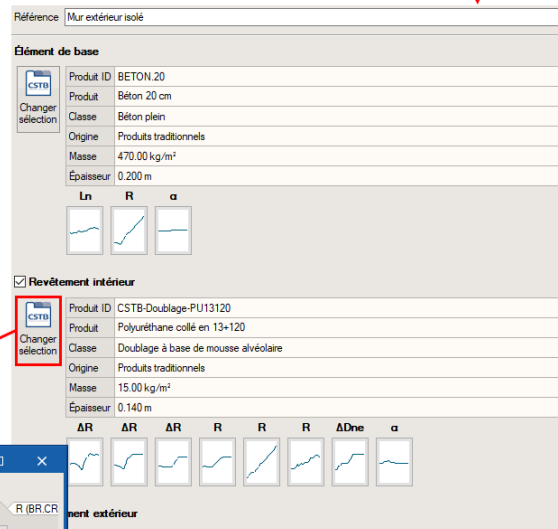 Référence Mur extérieur isolé
Élément de base
CSTB
Changer sélection
Produit ID BETON.20
Produit Béton 20 cm
Classe Béton plein
Origine Produits traditionnels
Masse 470.00 kg/m²
Épaisseur 0.200 m
Ln R α
Revêtement intérieur
CSTB
Changer sélection
Produit ID CSTB-Doublage-PU13120
Produit Polyuréthane collé en 13+120
Classe Doublage à base de mousse alvéolaire
Origine Produits traditionnels
Masse 15.00 kg/m²
Épaisseur 0.140 m
ΔR ΔR ΔR R R R ΔDne α
R (BR.CR
ment extérieur